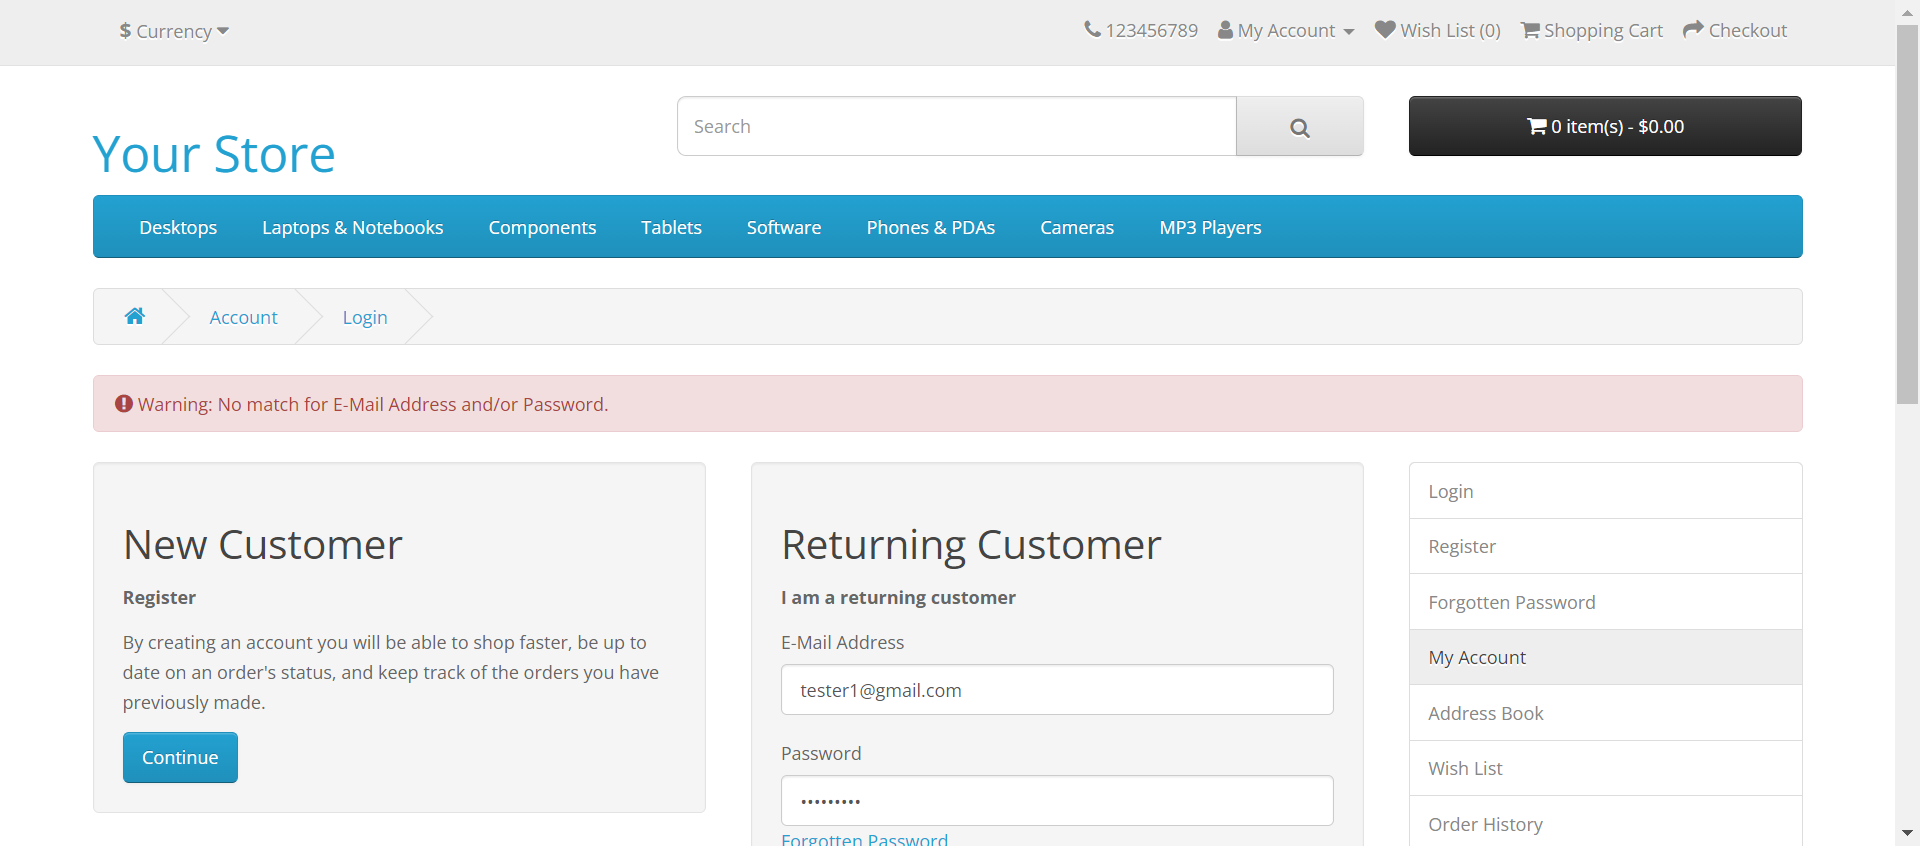 $ Currency
123456789 My Account Wish List (0) Shopping Cart Checkout
Your Store
Search
0 item(s) - $0.00
Desktops Laptops & Notebooks Components Tablets Software Phones & PDAs Cameras MP3 Players
Account Login
Warning: No match for E-Mail Address and/or Password.
New Customer
Register
By creating an account you will be able to shop faster, be up to
date on an order's status, and keep track of the orders you have
previously made.
Continue
Returning Customer
I am a returning customer
E-Mail Address
tester1@gmail.com
Password
•••••••••
Forgotten Password
Login
Register
Forgotten Password
My Account
Address Book
Wish List
Order History